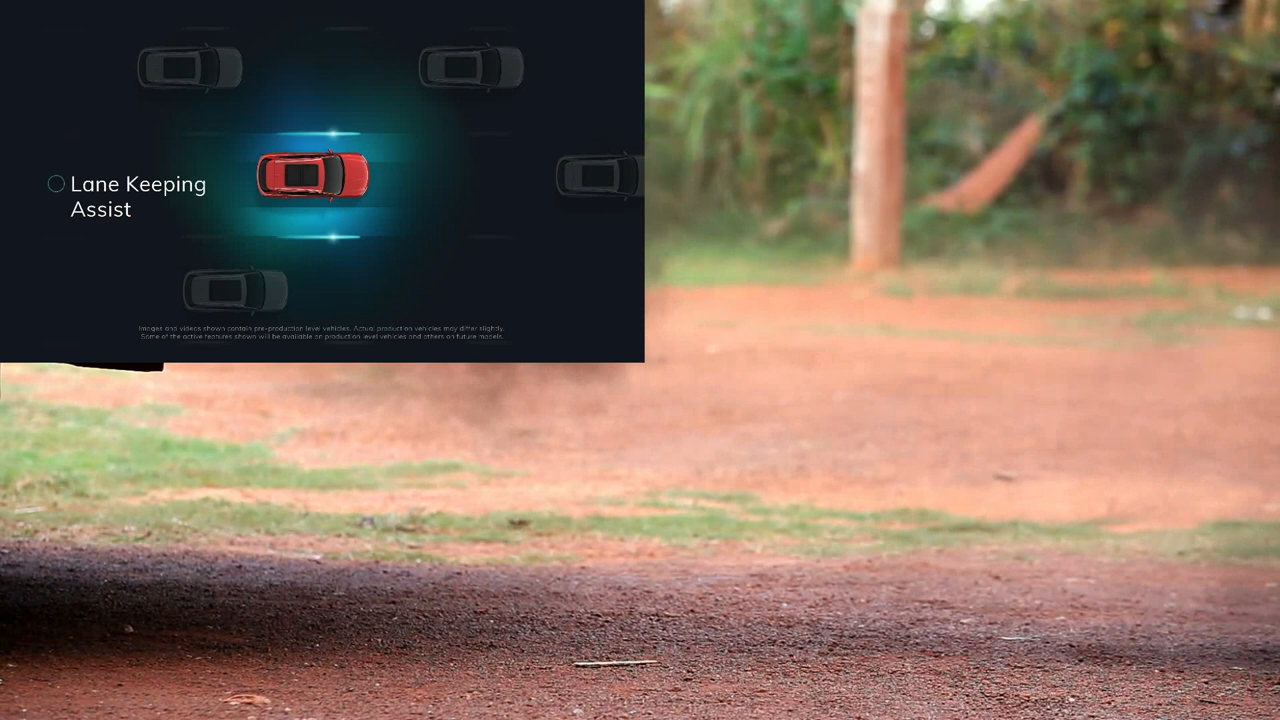 Lane Keeping
Assist
Images and videos shown contain pre-production level vehicles. Actual production vehicles may differ slightly.
Some of the active features shown will be available on production level vehicles and others on future models.